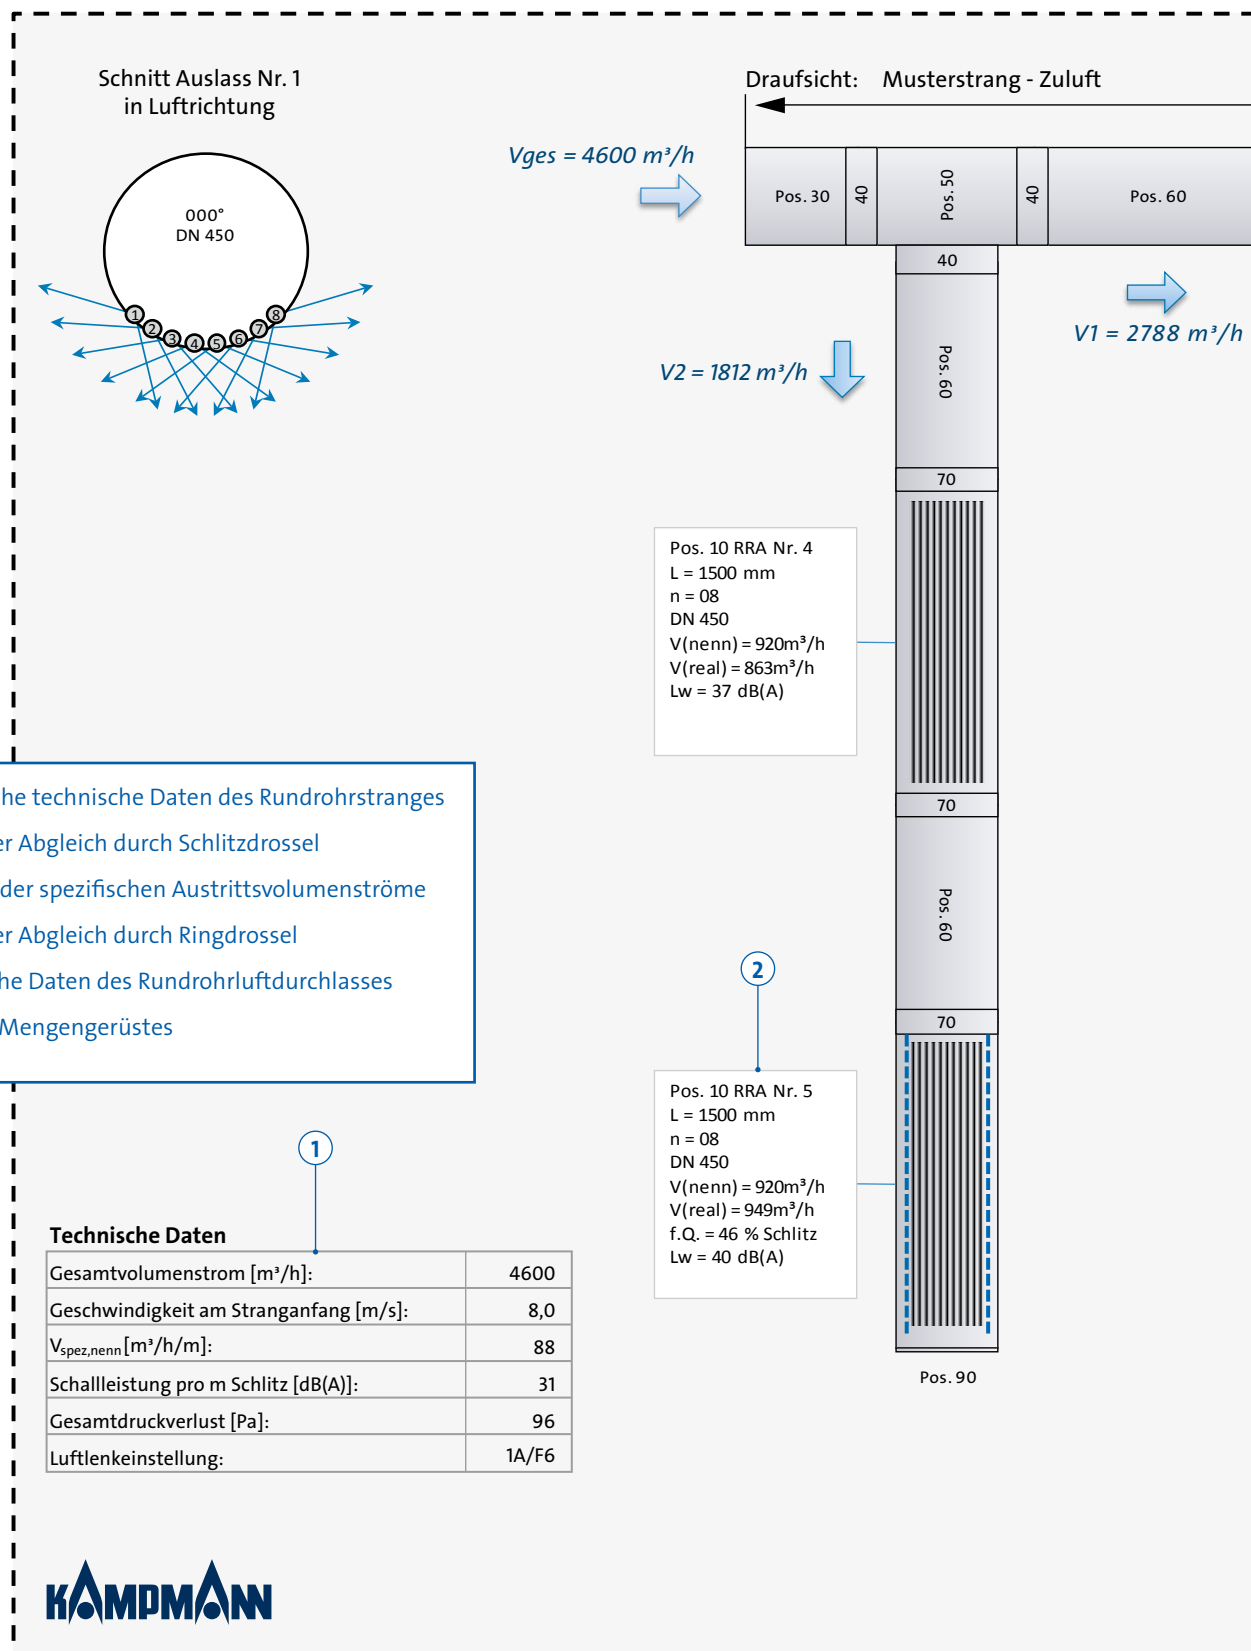 Schnitt Auslass Nr. 1
in Luftrichtung
000°
DN 450
1
2
3
4
5
6
7
8
Draufsicht: Musterstrang - Zuluft
Vges = 4600 m³/h
Pos. 30
40
Pos. 50
40
Pos. 60
40
V1 = 2788 m³/h
V2 = 1812 m³/h
Pos. 60
70
Pos. 10 RRA Nr. 4
L = 1500 mm
n = 08
DN 450
V(nenn) = 920m³/h
V(real) = 863m³/h
Lw = 37 dB(A)
70
Pos. 60
70
he technische Daten des Rundrohrstranges
er Abgleich durch Schlitzdrossel
der spezifischen Austrittsvolumenströme
er Abgleich durch Ringdrossel
he Daten des Rundrohrluftdurchlasses
Mengengerüstes
2
Pos. 10 RRA Nr. 5
L = 1500 mm
n = 08
DN 450
V(nenn) = 920m³/h
V(real) = 949m³/h
f.Q. = 46 % Schlitz
Lw = 40 dB(A)
Pos. 90
1
Technische Daten
Gesamtvolumenstrom [m³/h]: 4600
Geschwindigkeit am Stranganfang [m/s]: 8,0
Vspez,nenn [m³/h/m]: 88
Schallleistung pro m Schlitz [dB(A)]: 31
Gesamtdruckverlust [Pa]: 96
Luftlenkeinstellung: 1A/F6
KAMPMANN